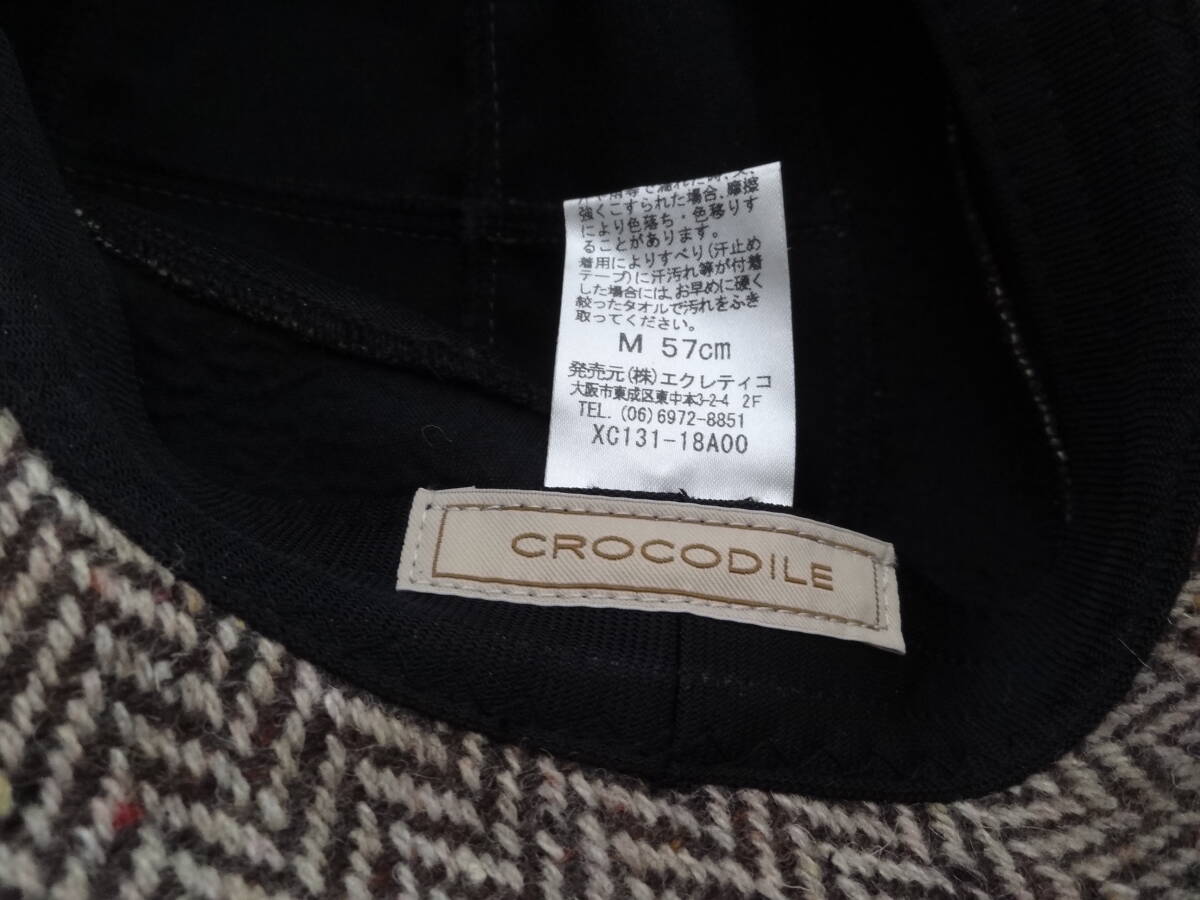 強くこすられた場合、摩擦
により色落ち・色移りす
ることがあります。
着用によりすべり(汗止め
テープ)に汗汚れ等が付着
した場合には、お早めに硬く
絞ったタオルで汚れをふき
取ってください。
M 57cm
発売元(株)エクレティコ
大阪市東成区東中本3-2-4 2F
TEL. (06)6972-8851
XC131-18A00
CROCODILE